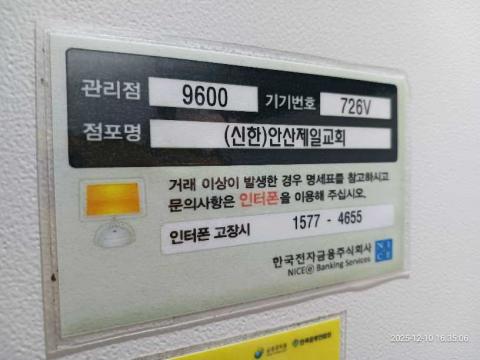 관리점 9600 기기번호 726V
점포명 (신한)안산제일교회
거래 이상이 발생한 경우 명세표를 참고하시고
문의사항은 인터폰을 이용해 주십시오.
인터폰 고장시 1577 - 4655
한국전자금융주식회사
NICE@ Banking Services
NI
CE
2025-12-10 16:35:06